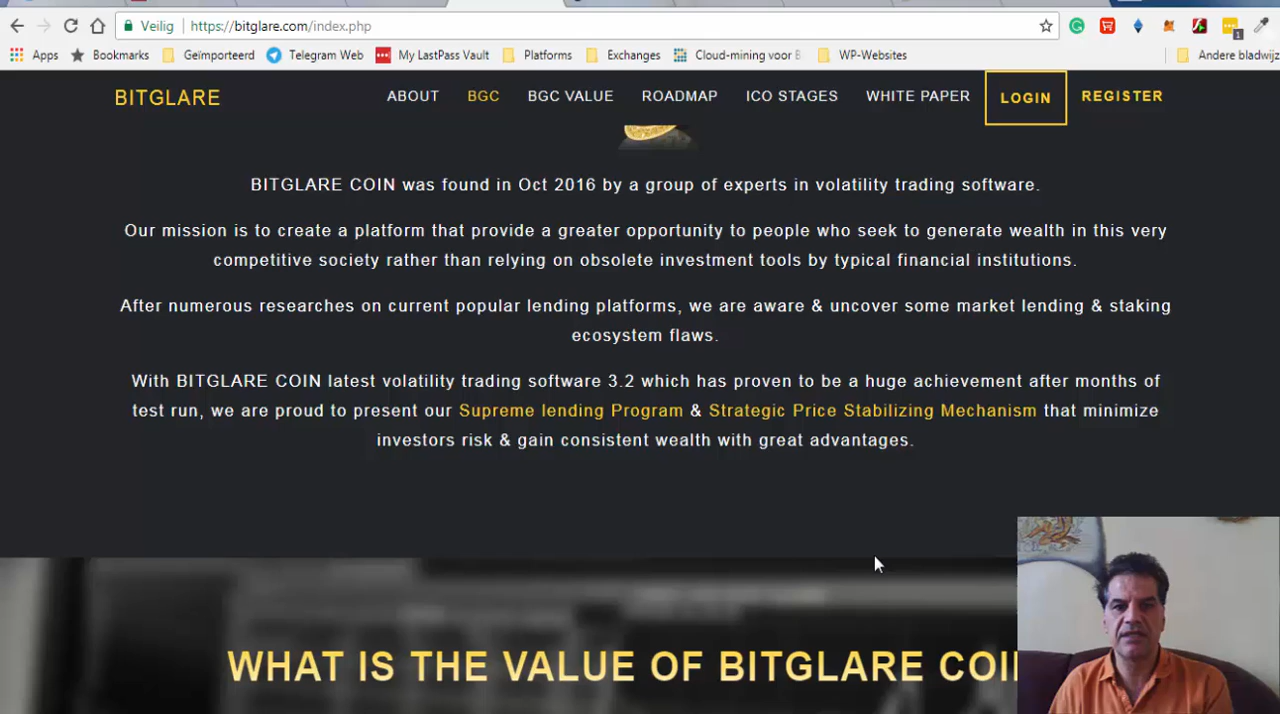 Veilig https://bitglare.com/index.php
Apps Bookmarks Geïmporteerd Telegram Web My LastPass Vault Platforms Exchanges Cloud-mining voor WP-Websites Andere bladwijz
BITGLARE ABOUT BGC BGC VALUE ROADMAP ICO STAGES WHITE PAPER LOGIN REGISTER
BITGLARE COIN was found in Oct 2016 by a group of experts in volatility trading software.
Our mission is to create a platform that provide a greater opportunity to people who seek to generate wealth in this very
competitive society rather than relying on obsolete investment tools by typical financial institutions.
After numerous researches on current popular lending platforms, we are aware & uncover some market lending & staking
ecosystem flaws.
With BITGLARE COIN latest volatility trading software 3.2 which has proven to be a huge achievement after months of
test run, we are proud to present our Supreme lending Program & Strategic Price Stabilizing Mechanism that minimize
investors risk & gain consistent wealth with great advantages.
WHAT IS THE VALUE OF BITGLARE COI